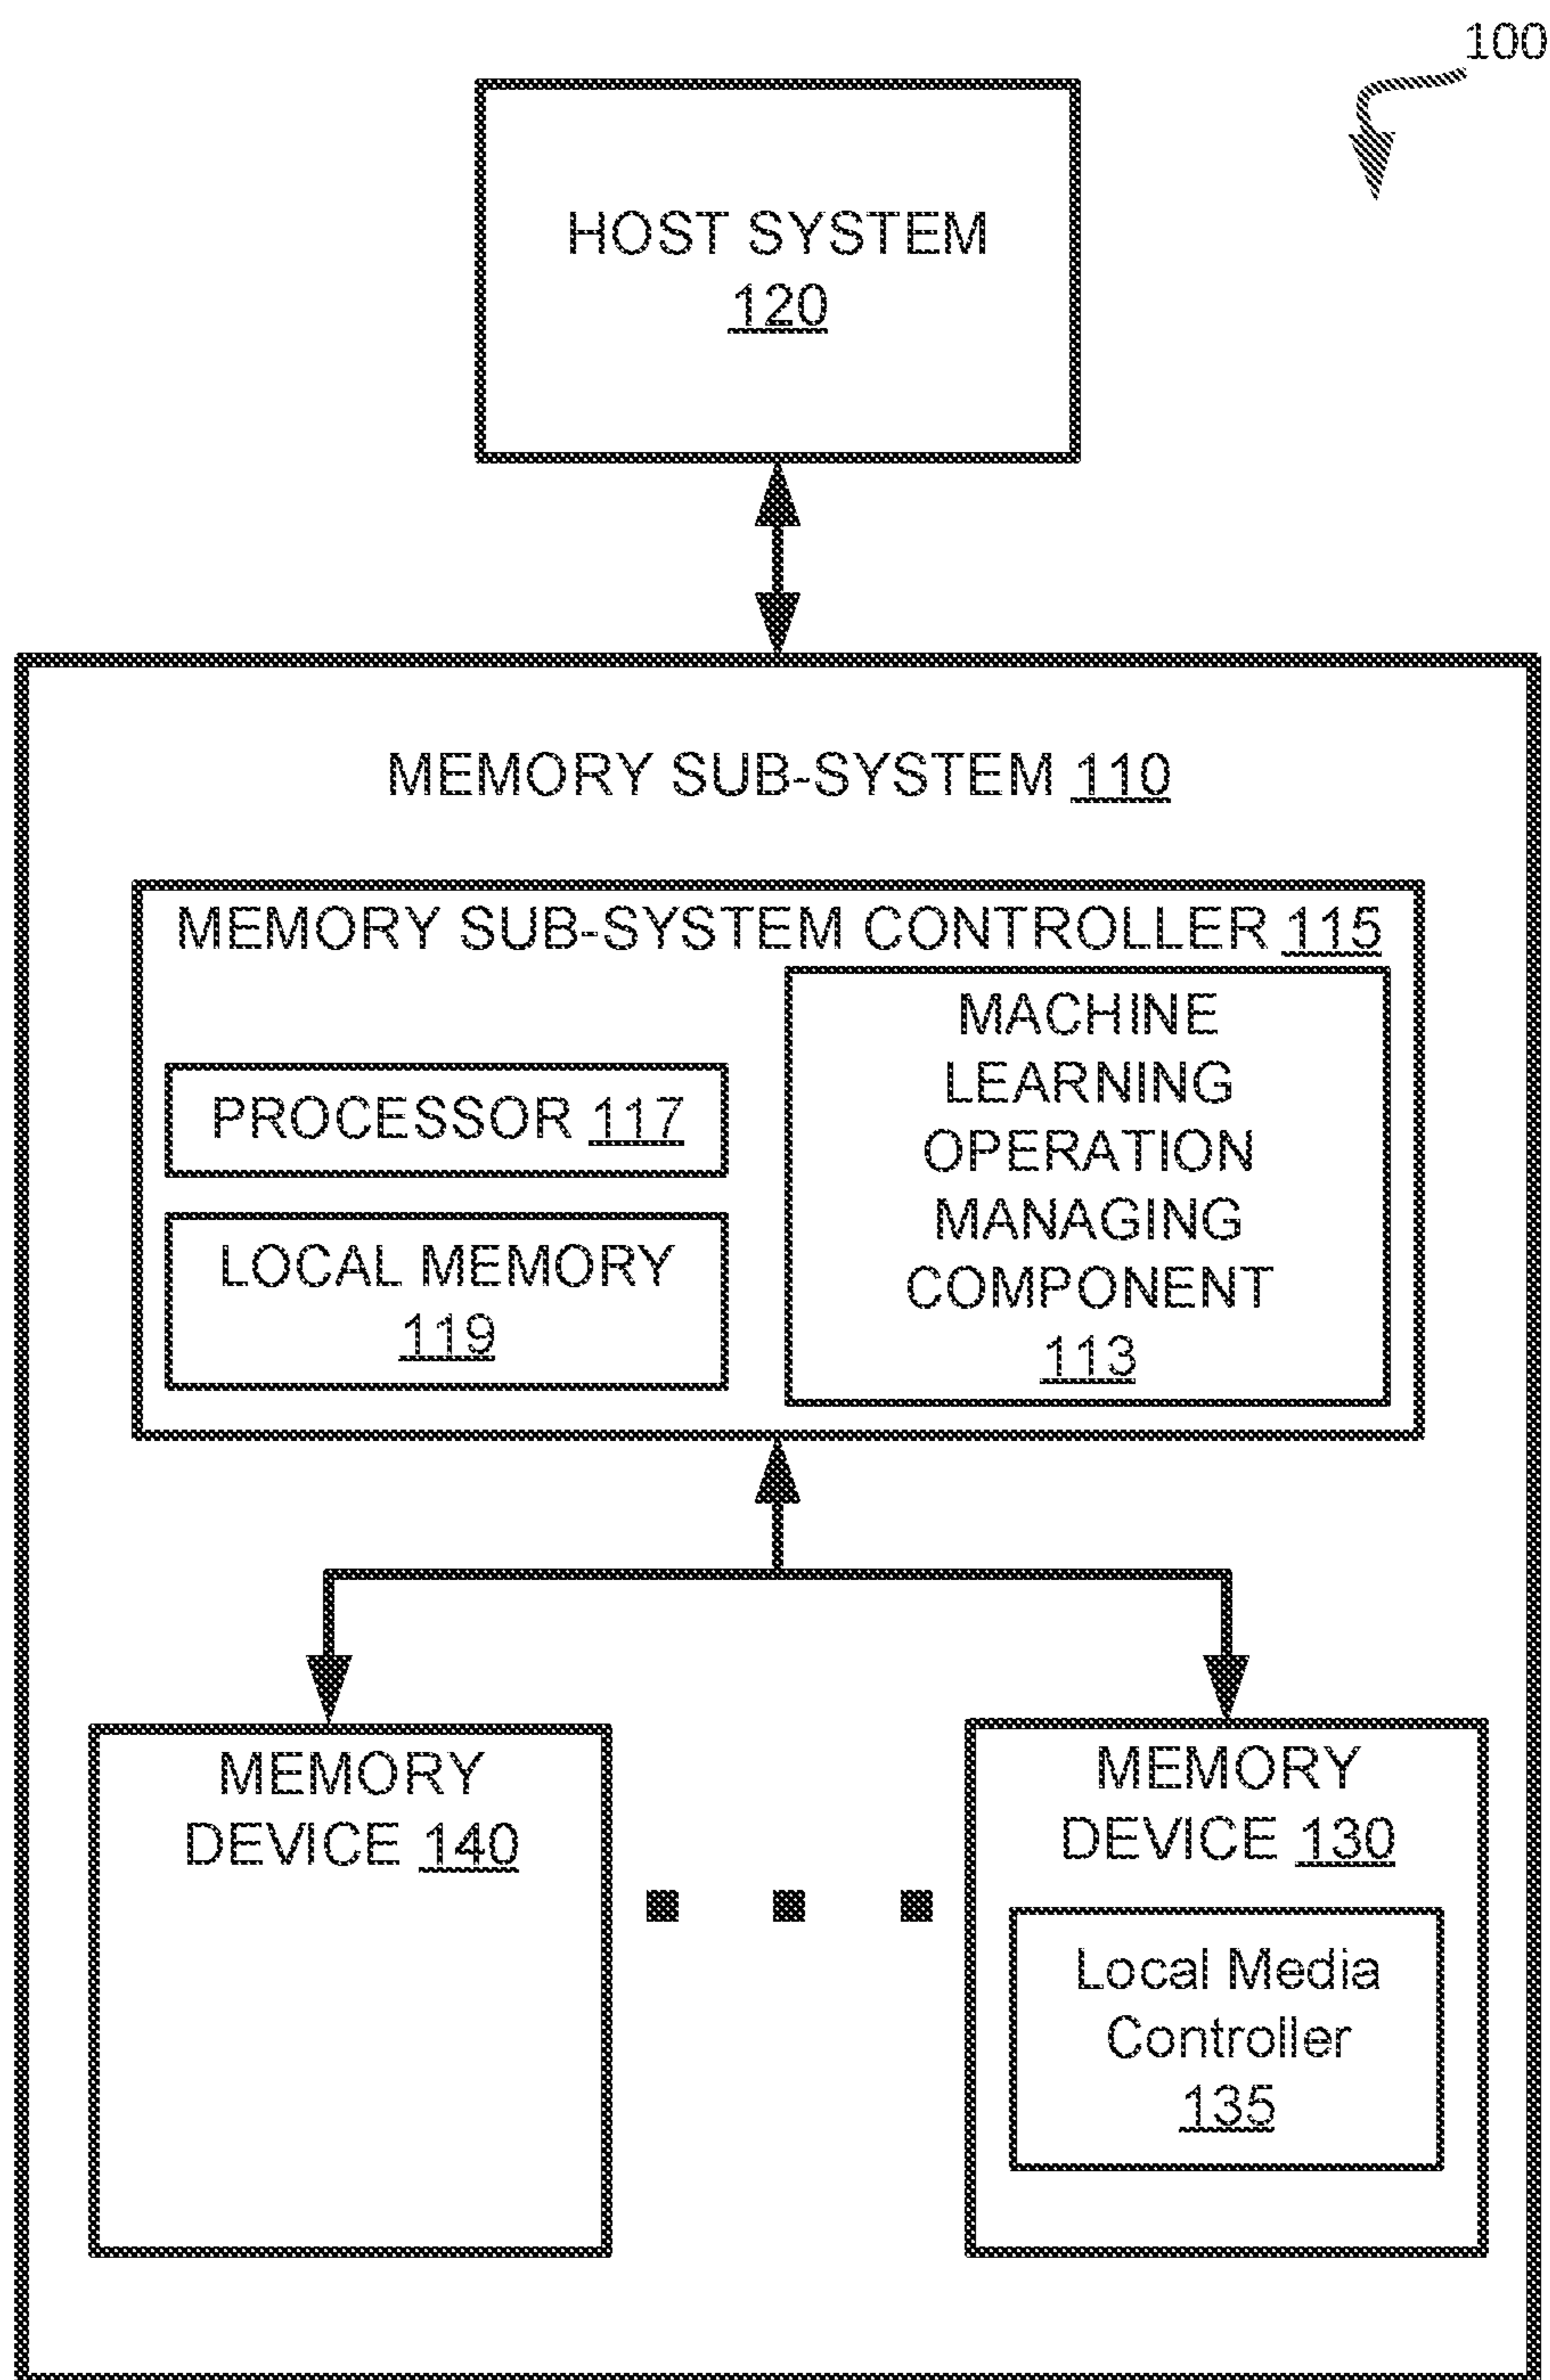 100
HOST SYSTEM
120
MEMORY SUB-SYSTEM 110
MEMORY SUB-SYSTEM CONTROLLER 115
PROCESSOR 117
LOCAL MEMORY
119
MACHINE
LEARNING
OPERATION
MANAGING
COMPONENT
113
MEMORY
DEVICE 140
MEMORY
DEVICE 130
Local Media
Controller
135